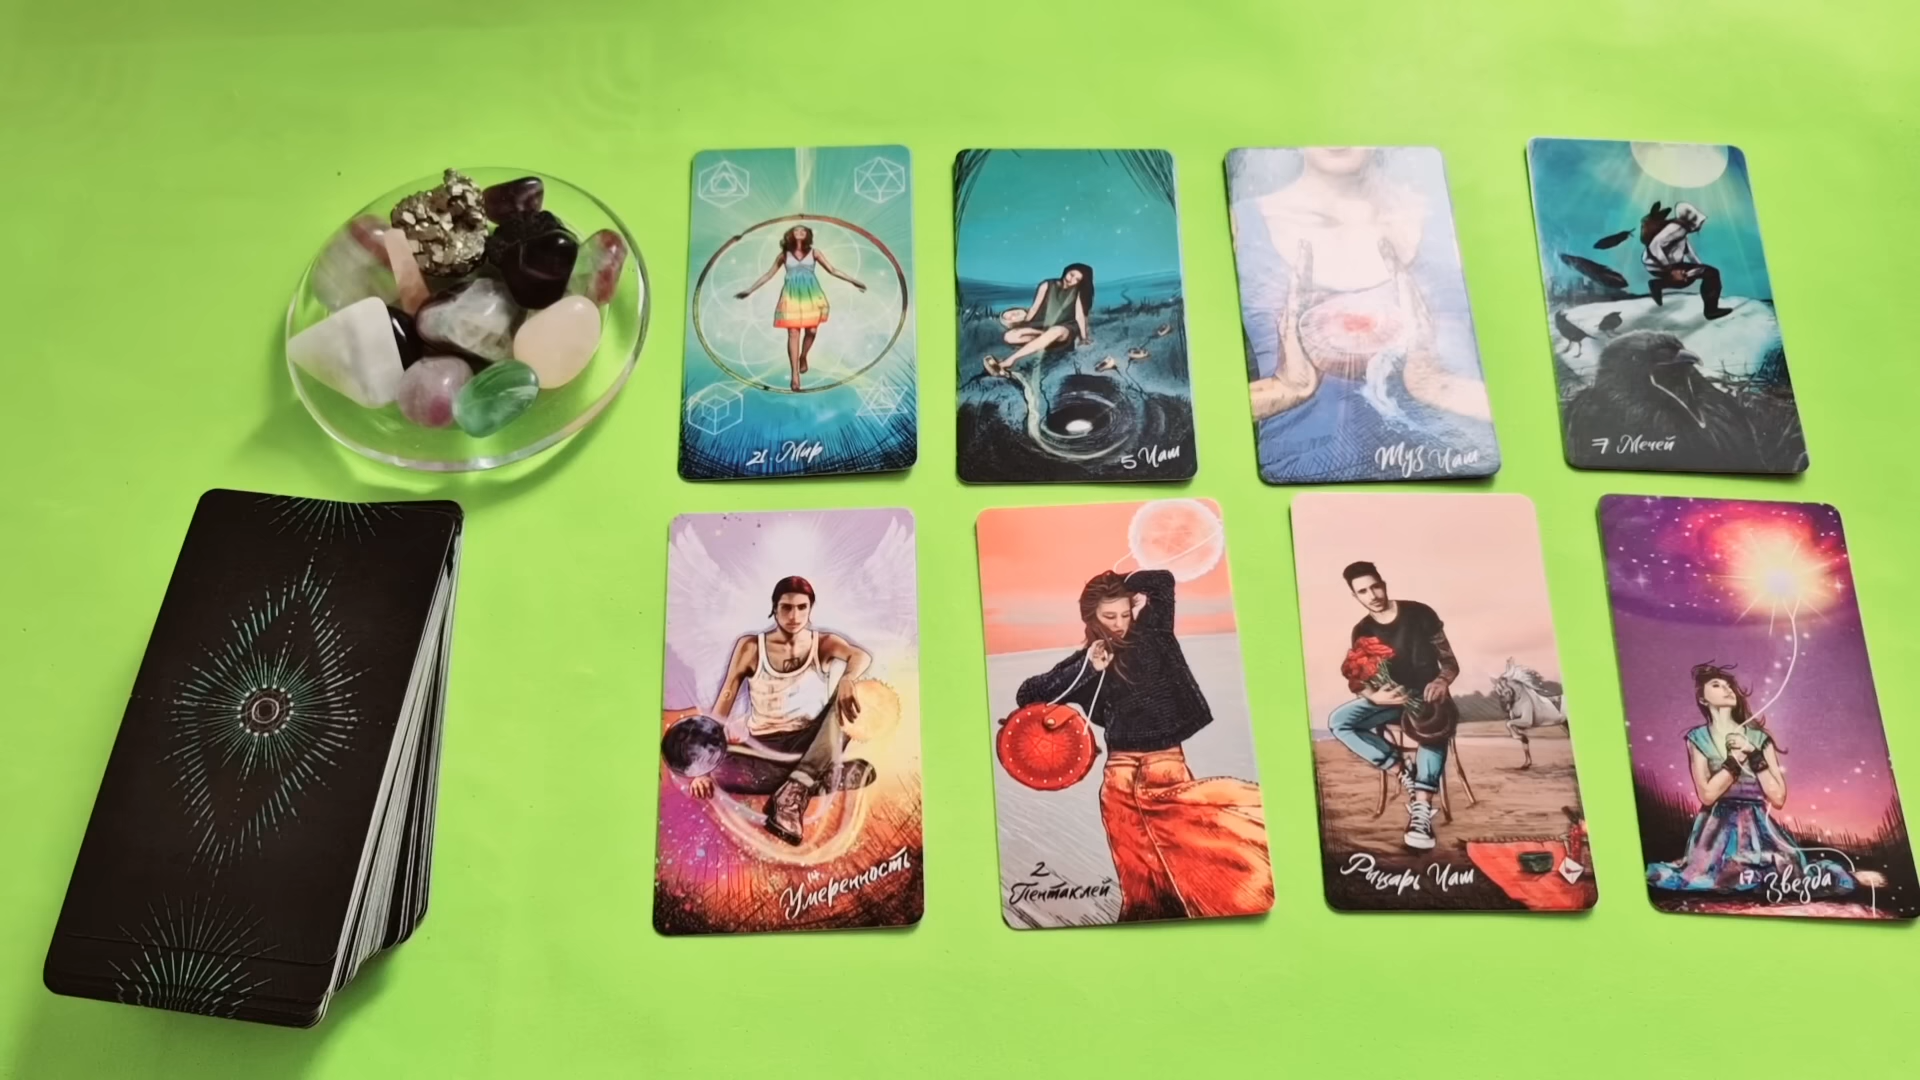 21. Мир
5 Чаш
Туз Чаш
7 Мечей
14.
Умеренность
2
Пентаклей
Рыцарь Чаш
17. Звезда